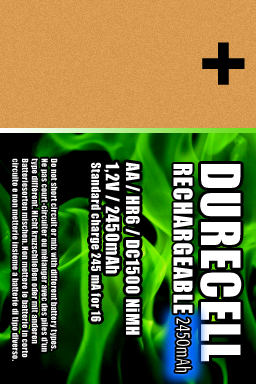 +
DURECELL
RECHARGEABLE 2450mAh
AA / HR6 / DC1500 NiMH
1,2V / 2450mAh
Standard charge 245 mA for 16
Do not short circuit or mix with different battery types.
Ne pas court-circuiter ou mélanger avec des piles d'un
type différent. Nicht kruzschließen oder mit anderen
Batteriesorten mischen. Non mettere le batterie in corto
circuito e non metterle insieme a batterie di tipo diverso.